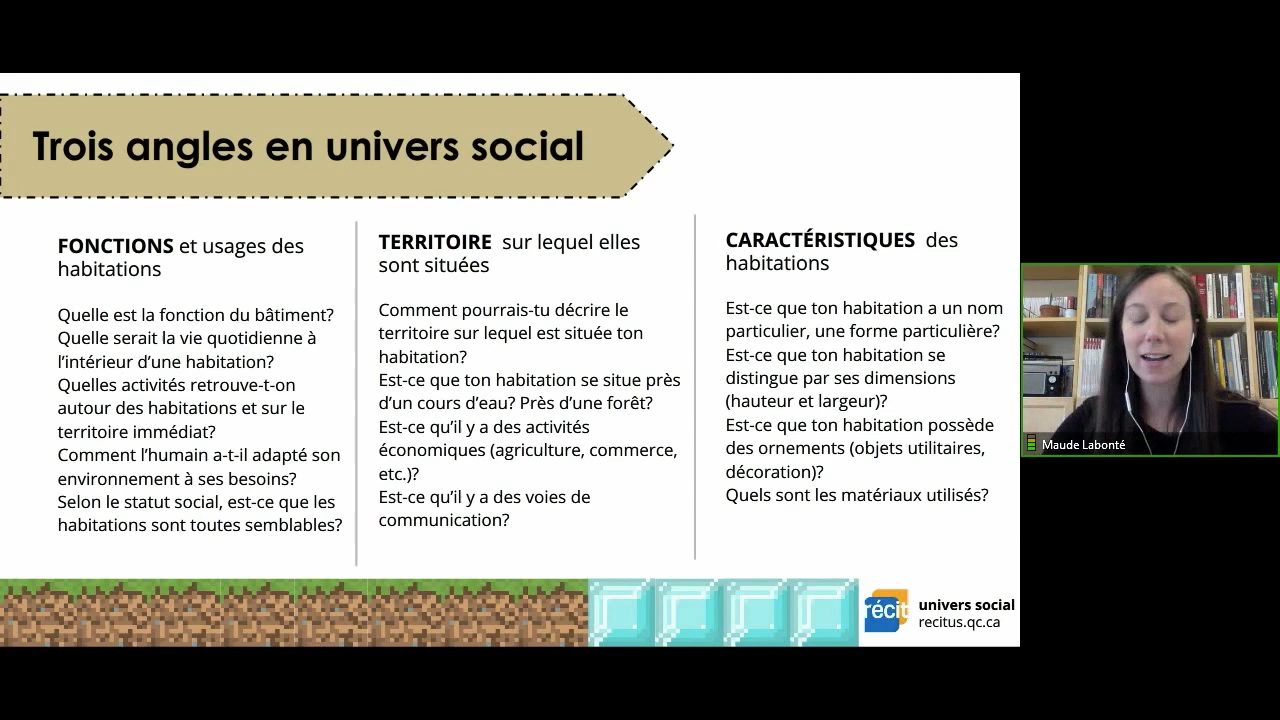 Trois angles en univers social
FONCTIONS et usages des
habitations
Quelle est la fonction du bâtiment?
Quelle serait la vie quotidienne à
l'intérieur d'une habitation?
Quelles activités retrouve-t-on
autour des habitations et sur le
territoire immédiat?
Comment l'humain a-t-il adapté son
environnement à ses besoins?
Selon le statut social, est-ce que les
habitations sont toutes semblables?
TERRITOIRE sur lequel elles
sont situées
Comment pourrais-tu décrire le
territoire sur lequel est située ton
habitation?
Est-ce que ton habitation se situe près
d'un cours d'eau? Près d'une forêt?
Est-ce qu'il y a des activités
économiques (agriculture, commerce,
etc.)?
Est-ce qu'il y a des voies de
communication?
CARACTÉRISTIQUES des
habitations
Est-ce que ton habitation a un nom
particulier, une forme particulière?
Est-ce que ton habitation se
distingue par ses dimensions
(hauteur et largeur)?
Est-ce que ton habitation possède
des ornements (objets utilitaires,
décoration)?
Quels sont les matériaux utilisés?
récit
univers social
recitus.qc.ca
Maude Labonté